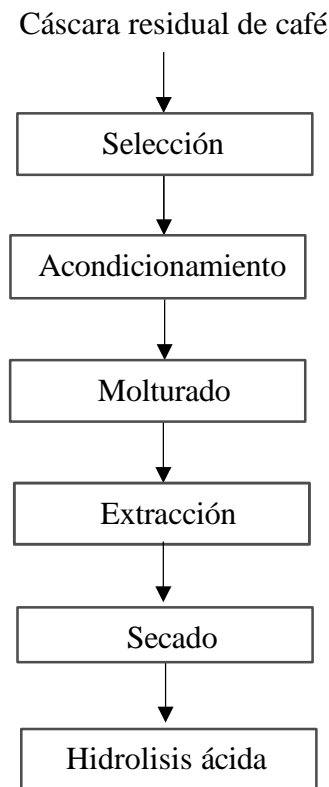 Cáscara residual de café
Selección
Acondicionamiento
Molturado
Extracción
Secado
Hidrolisis ácida